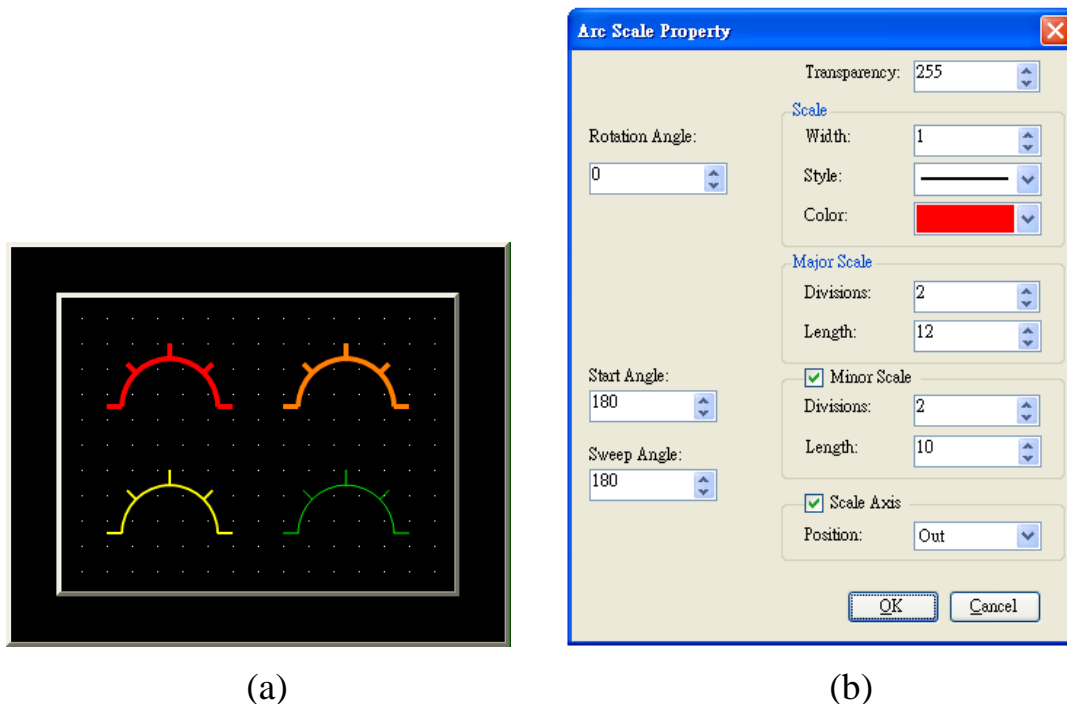 Arc Scale Property
Transparency: 255
Scale
Rotation Angle:
0
Width: 1
Style:
Color:
Major Scale
Divisions: 2
Length: 12
Start Angle:
180
Minor Scale
Divisions: 2
Length: 10
Sweep Angle:
180
Scale Axis
Position: Out
OK Cancel
(a) (b)